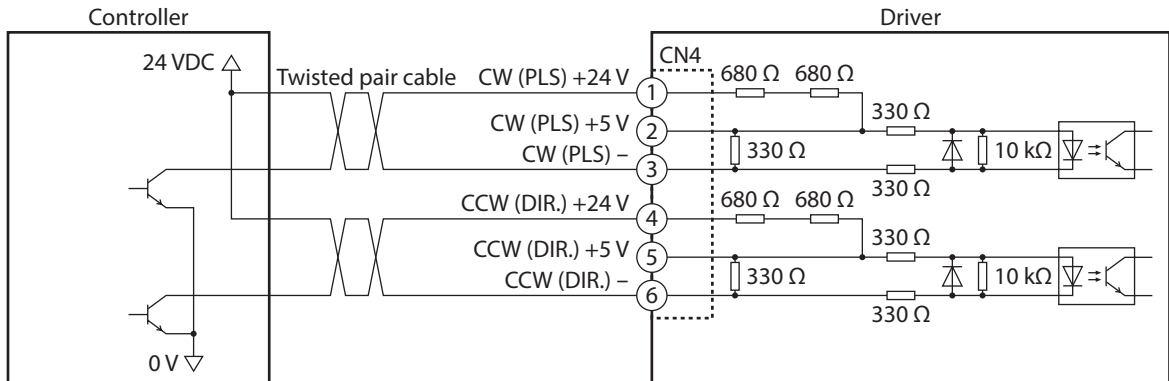 Controller
Driver
24 VDC
Twisted pair cable
CW (PLS) +24 V
CW (PLS) +5 V
CW (PLS) –
CCW (DIR.) +24 V
CCW (DIR.) +5 V
CCW (DIR.) –
0 V
CN4
1
2
3
4
5
6
680 Ω
680 Ω
330 Ω
330 Ω
10 kΩ
330 Ω
680 Ω
680 Ω
330 Ω
330 Ω
10 kΩ
330 Ω